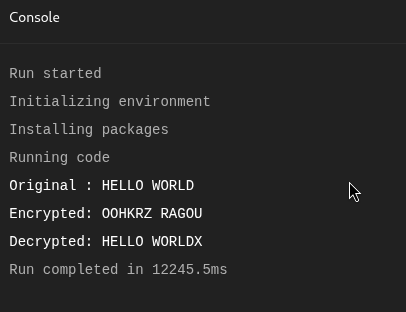 Console
Run started
Initializing environment
Installing packages
Running code
Original : HELLO WORLD
Encrypted: OOHKRZ RAGOU
Decrypted: HELLO WORLDX
Run completed in 12245.5ms